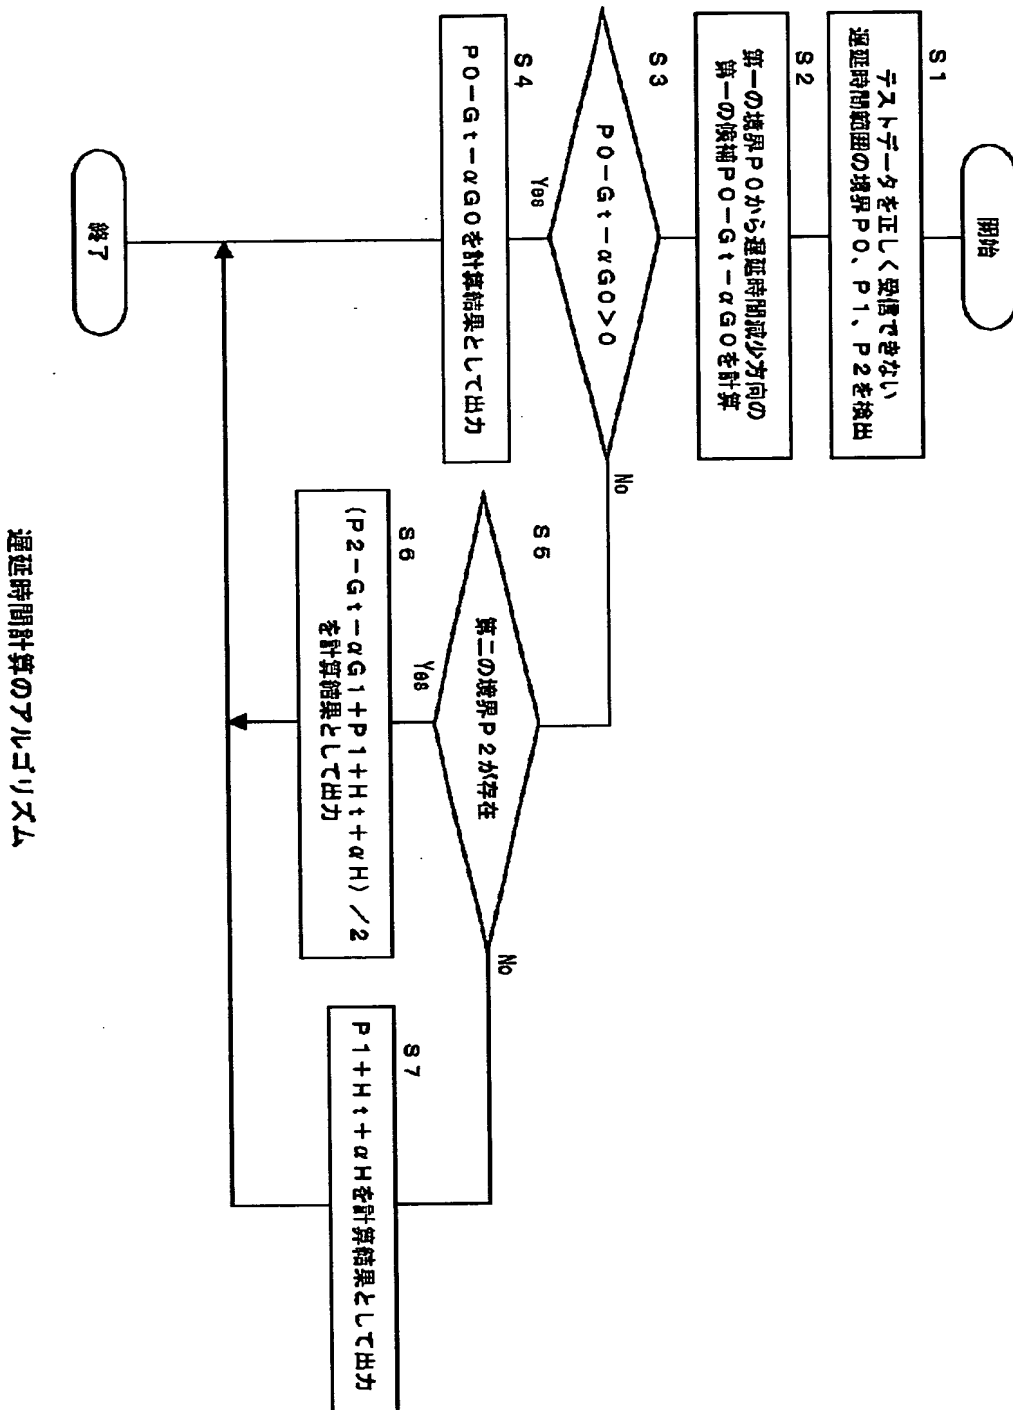 開始
S1
テストデータを正しく受信できない
遅延時間範囲の境界P0、P1、P2を検出
S2
第一の境界P0から遅延時間減少方向の
第一の候補P0-Gt-αG0を計算
S3
P0-Gt-αG0>0
Yes
No
S4
P0-Gt-αG0を計算結果として出力
S5
第二の境界P2が存在
Yes
No
S6
(P2-Gt-αG1+P1+Ht+αH)/2
を計算結果として出力
S7
P1+Ht+αHを計算結果として出力
終了
遅延時間計算のアルゴリズム